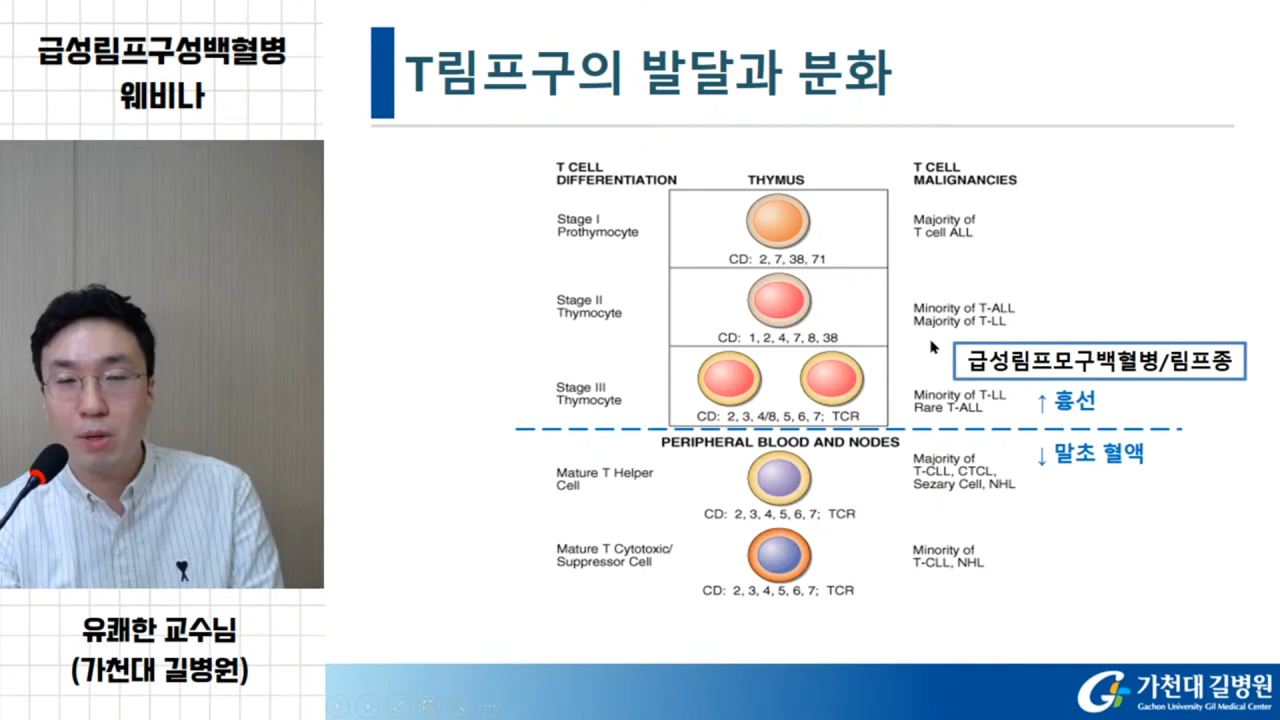 급성림프구성백혈병
웨비나
유쾌한 교수님
(가천대 길병원)
T림프구의 발달과 분화
T CELL
DIFFERENTIATION
THYMUS
T CELL
MALIGNANCIES
Stage I
Prothymocyte
CD: 2, 7, 38, 71
Majority of
T cell ALL
Stage II
Thymocyte
CD: 1, 2, 4, 7, 8, 38
Minority of T-ALL
Majority of T-LL
급성림프모구백혈병/림프종
Stage III
Thymocyte
CD: 2, 3, 4/8, 5, 6, 7; TCR
Minority of T-LL
Rare T-ALL
↑ 흉선
PERIPHERAL BLOOD AND NODES
↓ 말초 혈액
Mature T Helper
Cell
CD: 2, 3, 4, 5, 6, 7; TCR
Majority of
T-CLL, CTCL,
Sezary Cell, NHL
Mature T Cytotoxic/
Suppressor Cell
CD: 2, 3, 4, 5, 6, 7; TCR
Minority of
T-CLL, NHL
가천대 길병원
Gachon University Gil Medical Center